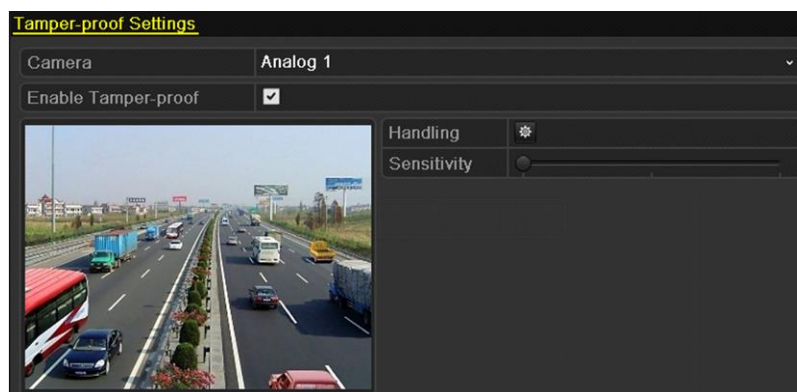 Tamper-proof Settings
Camera Analog 1
Enable Tamper-proof
Handling
Sensitivity